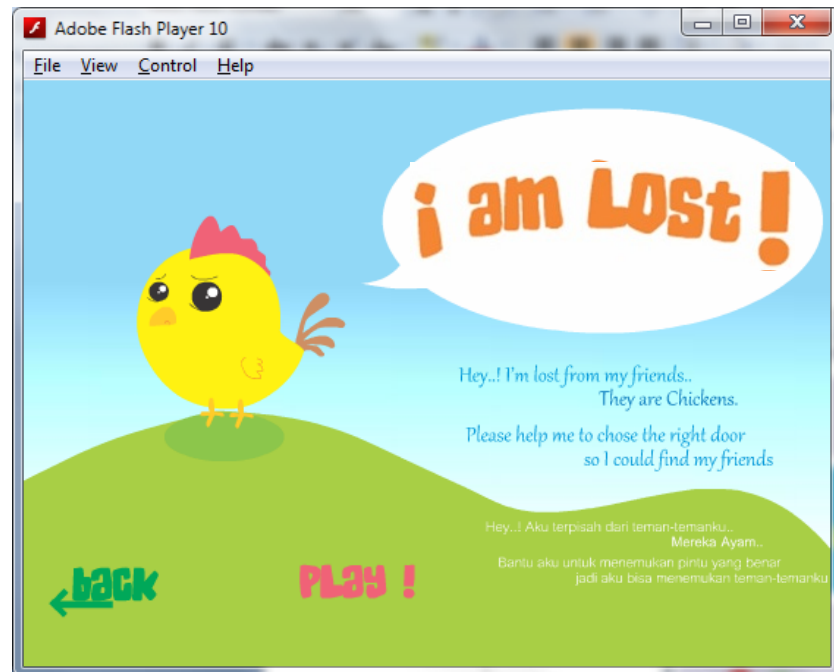 Adobe Flash Player 10
File View Control Help
i am Lost!
Hey..! I'm lost from my friends..
They are Chickens.
Please help me to chose the right door
so I could find my friends
Hey..! Aku terpisah dari teman-temanku..
Mereka Ayam..
Bantu aku untuk menemukan pintu yang benar
jadi aku bisa menemukan teman-temanku
back
PLay !